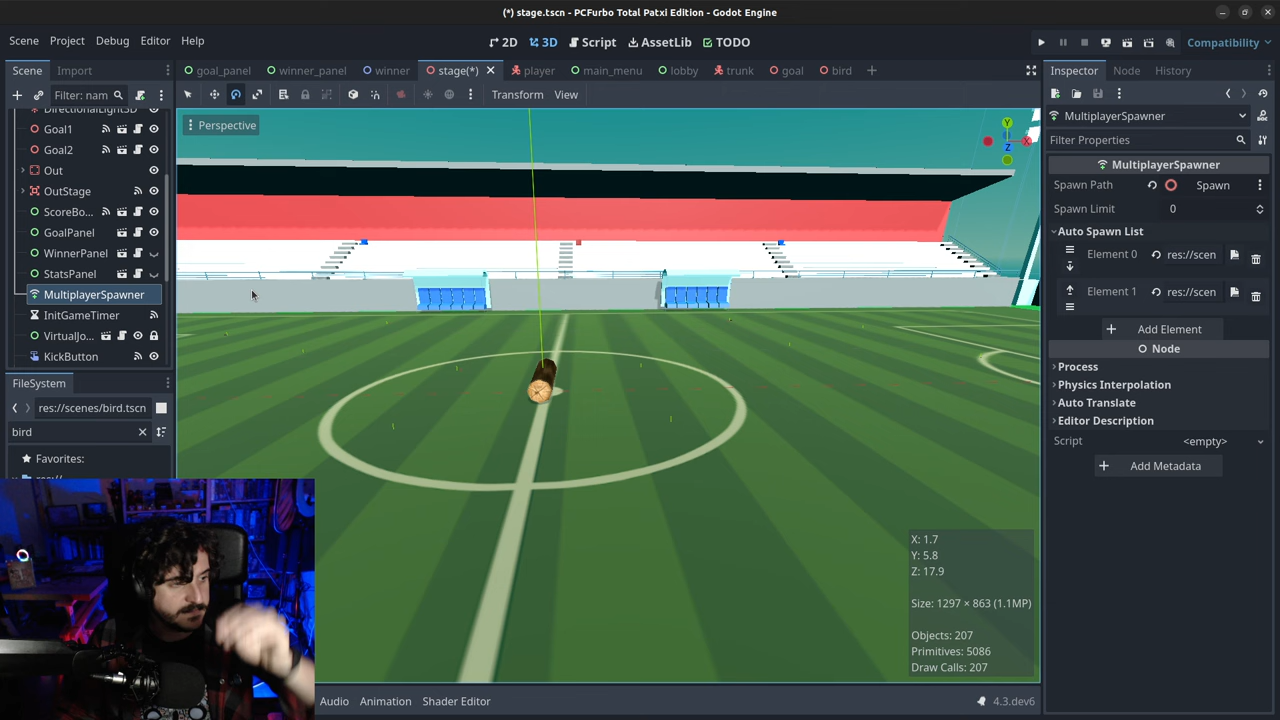 (*) stage.tscn - PCFurbo Total Patxi Edition - Godot Engine
Scene Project Debug Editor Help
2D 3D Script AssetLib TODO
Compatibility
Scene Import
goal_panel winner_panel winner stage(*) player main_menu lobby trunk goal bird
Inspector Node History
Filter: nam
Transform View
Perspective
Y
X
Z
MultiplayerSpawner
Filter Properties
MultiplayerSpawner
Spawn Path Spawn
Spawn Limit 0
Auto Spawn List
Element 0 res://scen
Element 1 res://scen
Add Element
Node
Process
Physics Interpolation
Auto Translate
Editor Description
Script <empty>
Add Metadata
DirectionalLight3D
Goal1
Goal2
Out
OutStage
ScoreBo...
GoalPanel
WinnerPanel
StatsPanel
MultiplayerSpawner
InitGameTimer
VirtualJo...
KickButton
FileSystem
res://scenes/bird.tscn
bird
Favorites:
res://
X: 1.7
Y: 5.8
Z: 17.9
Size: 1297 × 863 (1.1MP)
Objects: 207
Primitives: 5086
Draw Calls: 207
Audio Animation Shader Editor
4.3.dev6